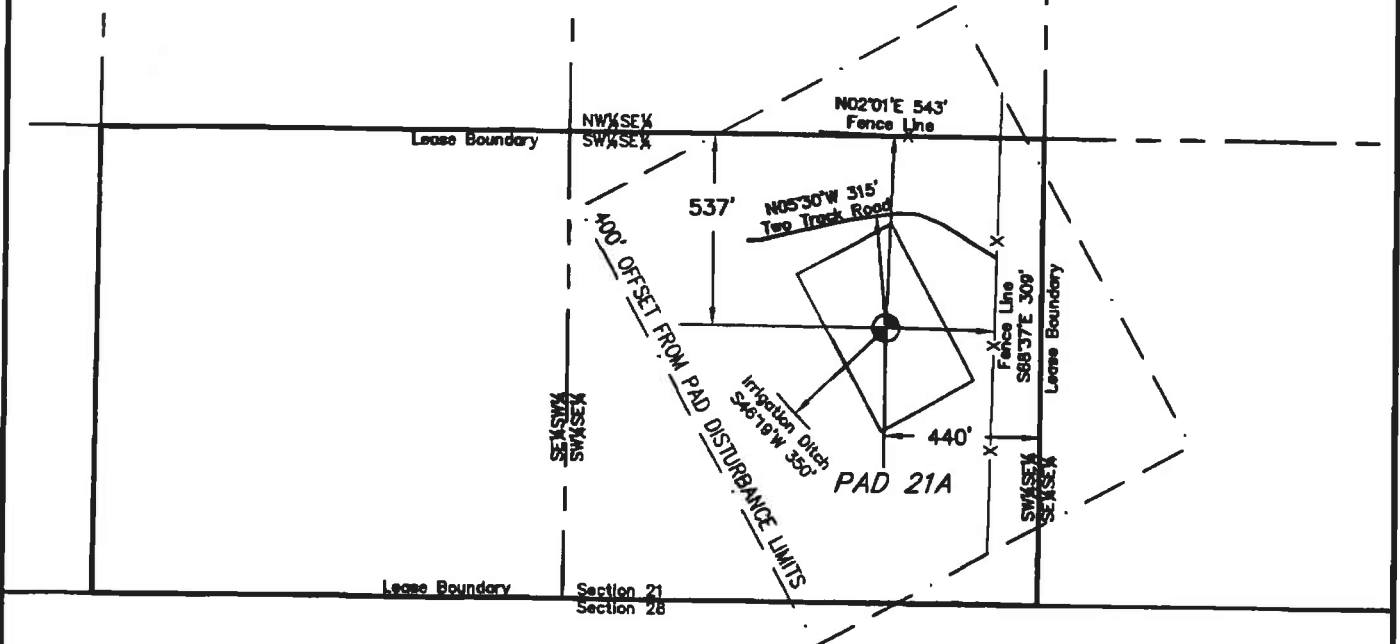 N02°01'E 543'
Fence Line
NW¼SE¼
SW¼SE¼
Lease Boundary
537'
N05°30'W 315'
Two Track Road
400' OFFSET FROM PAD DISTURBANCE LIMITS
Fence Line
S88°37'E 309'
Lease Boundary
Irrigation Ditch
S46°19'W 350'
SE¼SW¼
SW¼SE¼
440'
PAD 21A
SW¼SE¼
SE¼SE¼
Lease Boundary
Section 21
Section 28